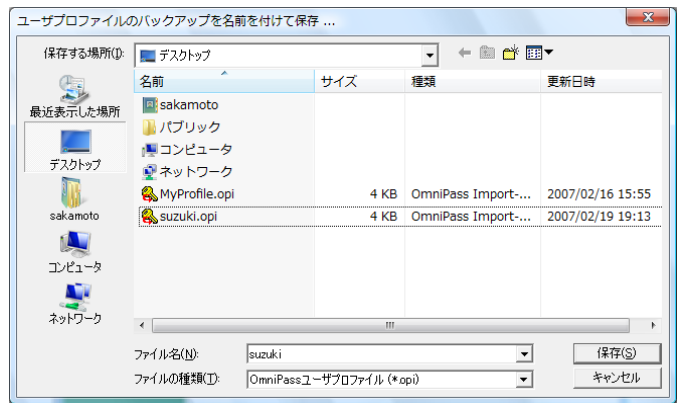 ユーザプロファイルのバックアップを名前を付けて保存 ...
保存する場所(I):
デスクトップ
名前 サイズ 種類 更新日時
sakamoto
パブリック
コンピュータ
ネットワーク
MyProfile.opi 4 KB OmniPass Import-... 2007/02/16 15:55
suzuki.opi 4 KB OmniPass Import-... 2007/02/19 19:13
最近表示した場所
デスクトップ
sakamoto
コンピュータ
ネットワーク
ファイル名(N): suzuki 保存(S)
ファイルの種類(T): OmniPassユーザプロファイル (*.opi) キャンセル